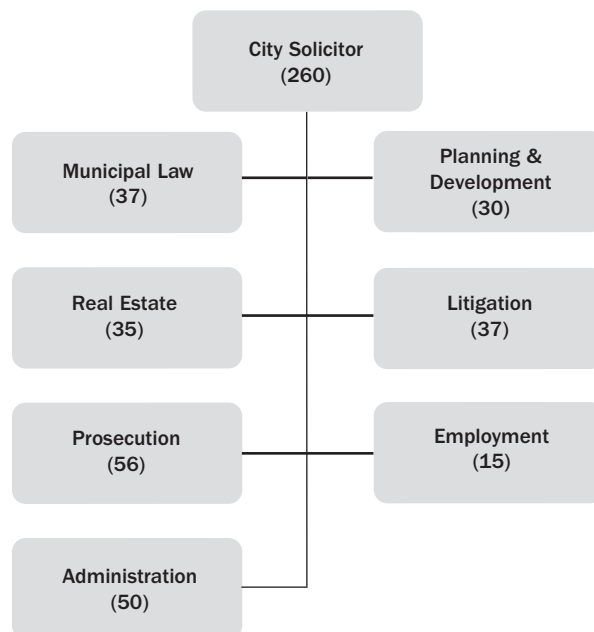 City Solicitor
(260)
Municipal Law
(37)
Planning &
Development
(30)
Real Estate
(35)
Litigation
(37)
Prosecution
(56)
Employment
(15)
Administration
(50)